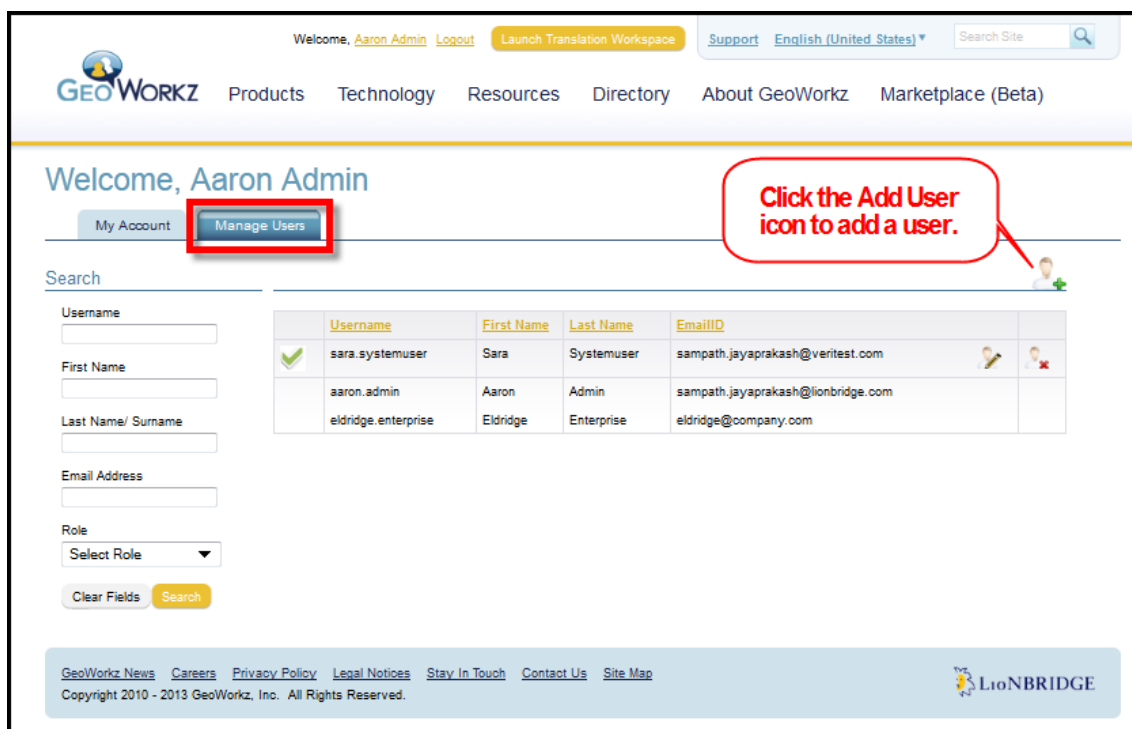 Welcome, Aaron Admin Logout Launch Translation Workspace Support English (United States) Search Site
GEOWORKZ Products Technology Resources Directory About GeoWorkz Marketplace (Beta)
Welcome, Aaron Admin
My Account Manage Users
Click the Add User
icon to add a user.
Search
Username
First Name
Last Name/ Surname
Email Address
Role
Select Role
Clear Fields Search
Username First Name Last Name EmailID
sara.systemuser Sara Systemuser sampath.jayaprakash@veritest.com
aaron.admin Aaron Admin sampath.jayaprakash@lionbridge.com
eldridge.enterprise Eldridge Enterprise eldridge@company.com
GeoWorkz News Careers Privacy Policy Legal Notices Stay In Touch Contact Us Site Map
Copyright 2010 - 2013 GeoWorkz, Inc. All Rights Reserved.
LIONBRIDGE